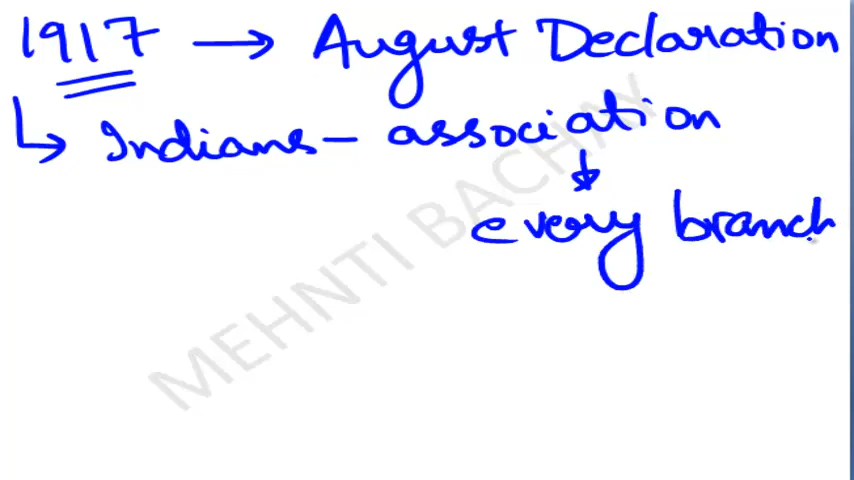 1917 → August Declaration
↳ Indians - association
↓
every branch
MEHNTI BACHAY